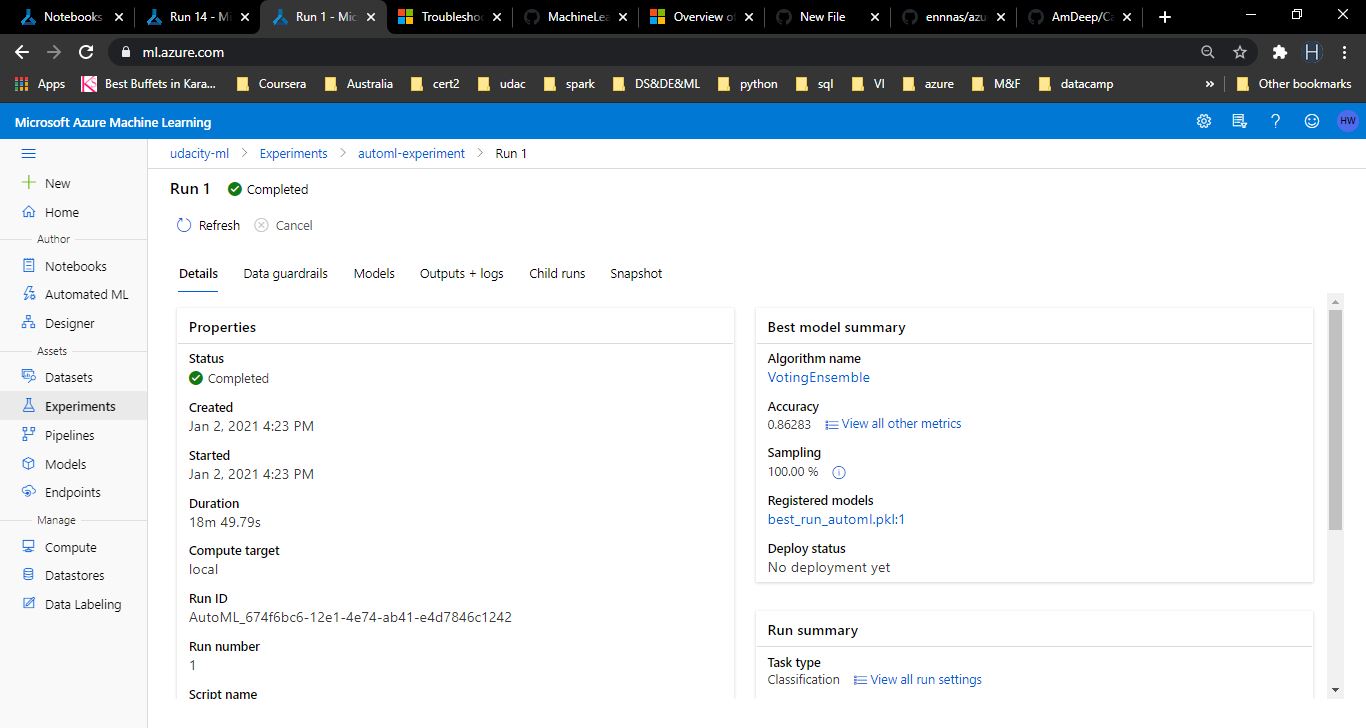 Notebooks
Run 14 - Mi
Run 1 - Mic
Troublesho
MachineLea
Overview of
New File
ennnas/azu
AmDeep/Ca
ml.azure.com
Apps
Best Buffets in Kara...
Coursera
Australia
cert2
udac
spark
DS&DE&ML
python
sql
VI
azure
M&F
datacamp
»
Other bookmarks
Microsoft Azure Machine Learning
HW
udacity-ml > Experiments > automl-experiment > Run 1
New
Home
Author
Notebooks
Automated ML
Designer
Assets
Datasets
Experiments
Pipelines
Models
Endpoints
Manage
Compute
Datastores
Data Labeling
Run 1 Completed
Refresh Cancel
Details Data guardrails Models Outputs + logs Child runs Snapshot
Properties
Status
Completed
Created
Jan 2, 2021 4:23 PM
Started
Jan 2, 2021 4:23 PM
Duration
18m 49.79s
Compute target
local
Run ID
AutoML_674f6bc6-12e1-4e74-ab41-e4d7846c1242
Run number
1
Script name
Best model summary
Algorithm name
VotingEnsemble
Accuracy
0.86283 View all other metrics
Sampling
100.00 %
Registered models
best_run_automl.pkl:1
Deploy status
No deployment yet
Run summary
Task type
Classification View all run settings